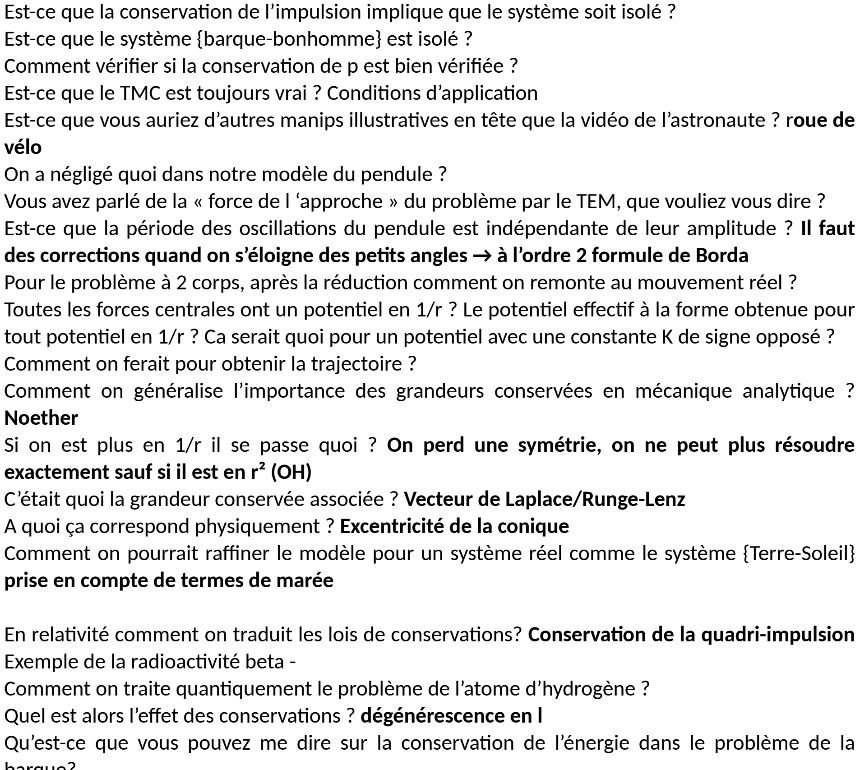 Est-ce que la conservation de l’impulsion implique que le système soit isolé ?
Est-ce que le système {barque-bonhomme} est isolé ?
Comment vérifier si la conservation de p est bien vérifiée ?
Est-ce que le TMC est toujours vrai ? Conditions d’application
Est-ce que vous auriez d’autres manips illustratives en tête que la vidéo de l’astronaute ? roue de
vélo
On a négligé quoi dans notre modèle du pendule ?
Vous avez parlé de la « force de l ‘approche » du problème par le TEM, que vouliez vous dire ?
Est-ce que la période des oscillations du pendule est indépendante de leur amplitude ? Il faut
des corrections quand on s’éloigne des petits angles → à l’ordre 2 formule de Borda
Pour le problème à 2 corps, après la réduction comment on remonte au mouvement réel ?
Toutes les forces centrales ont un potentiel en 1/r ? Le potentiel effectif à la forme obtenue pour
tout potentiel en 1/r ? Ca serait quoi pour un potentiel avec une constante K de signe opposé ?
Comment on ferait pour obtenir la trajectoire ?
Comment on généralise l’importance des grandeurs conservées en mécanique analytique ?
Noether
Si on est plus en 1/r il se passe quoi ? On perd une symétrie, on ne peut plus résoudre
exactement sauf si il est en r² (OH)
C’était quoi la grandeur conservée associée ? Vecteur de Laplace/Runge-Lenz
A quoi ça correspond physiquement ? Excentricité de la conique
Comment on pourrait raffiner le modèle pour un système réel comme le système {Terre-Soleil}
prise en compte de termes de marée
En relativité comment on traduit les lois de conservations? Conservation de la quadri-impulsion
Exemple de la radioactivité beta -
Comment on traite quantiquement le problème de l’atome d’hydrogène ?
Quel est alors l’effet des conservations ? dégénérescence en l
Qu’est-ce que vous pouvez me dire sur la conservation de l’énergie dans le problème de la
barque?